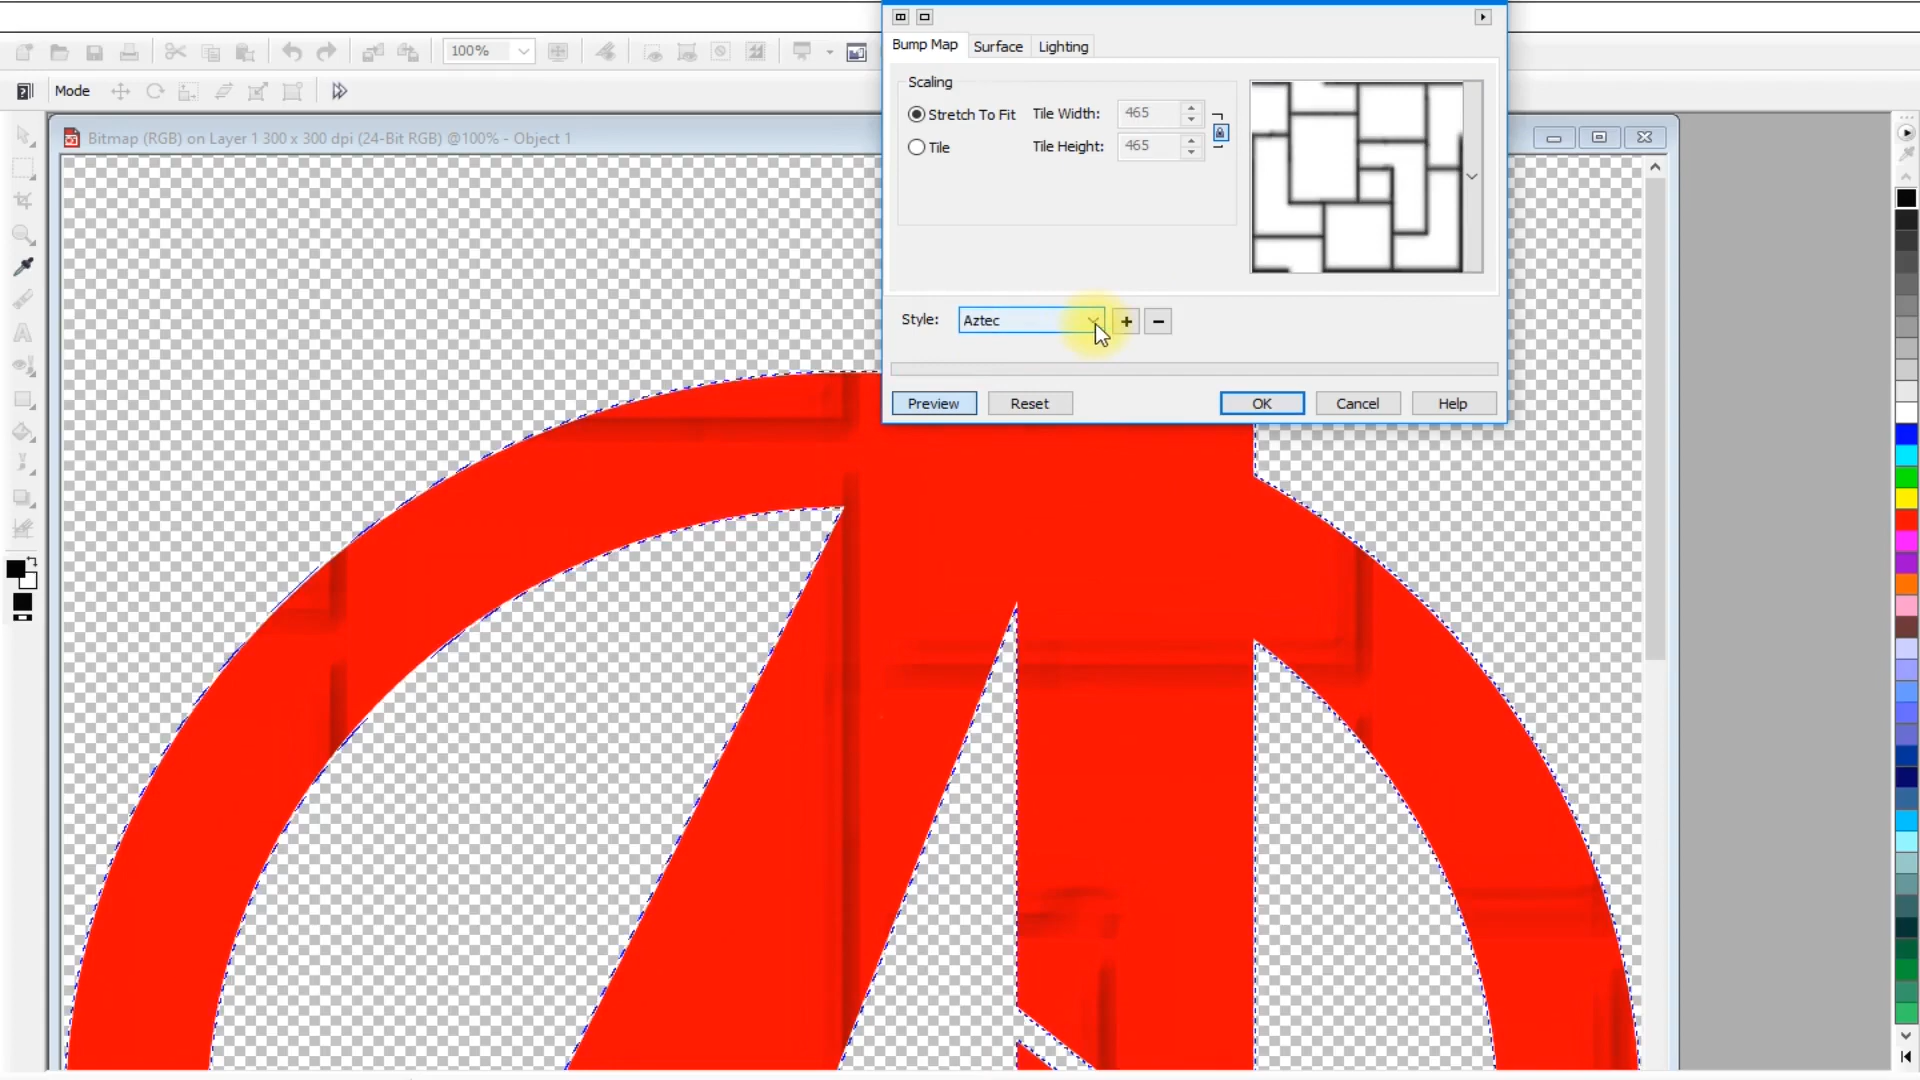 100%
Mode
Bitmap (RGB) on Layer 1 300 x 300 dpi (24-Bit RGB) @100% - Object 1
Bump Map Surface Lighting
Scaling
Stretch To Fit Tile Width: 465
Tile Tile Height: 465
Style: Aztec + −
Preview Reset OK Cancel Help